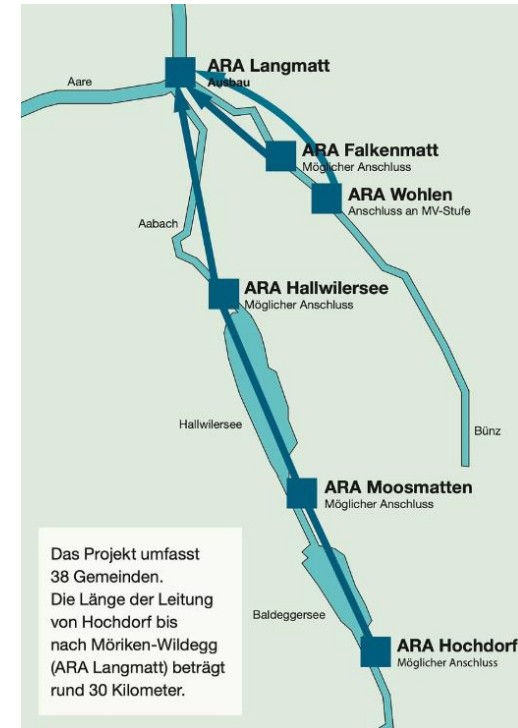 ARA Langmatt
Ausbau
Aare
ARA Falkenmatt
Möglicher Anschluss
ARA Wohlen
Anschluss an MV-Stufe
Aabach
ARA Hallwilersee
Möglicher Anschluss
Hallwilersee
Bünz
ARA Moosmatten
Möglicher Anschluss
Das Projekt umfasst
38 Gemeinden.
Die Länge der Leitung
von Hochdorf bis
nach Möriken-Wildegg
(ARA Langmatt) beträgt
rund 30 Kilometer.
Baldeggersee
ARA Hochdorf
Möglicher Anschluss